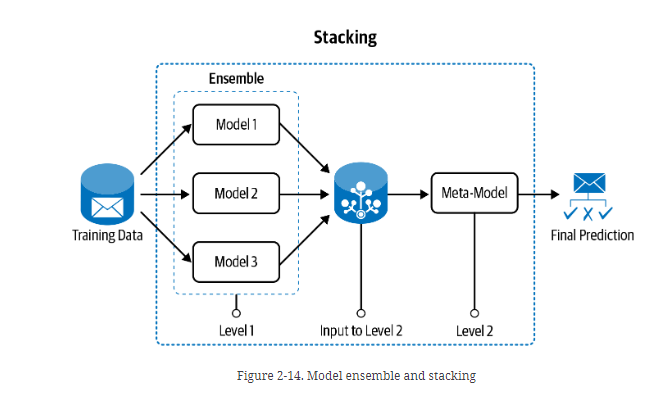 Stacking
Ensemble
Model 1
Model 2
Model 3
Training Data
Meta-Model
Final Prediction
Level 1
Input to Level 2
Level 2
Figure 2-14. Model ensemble and stacking